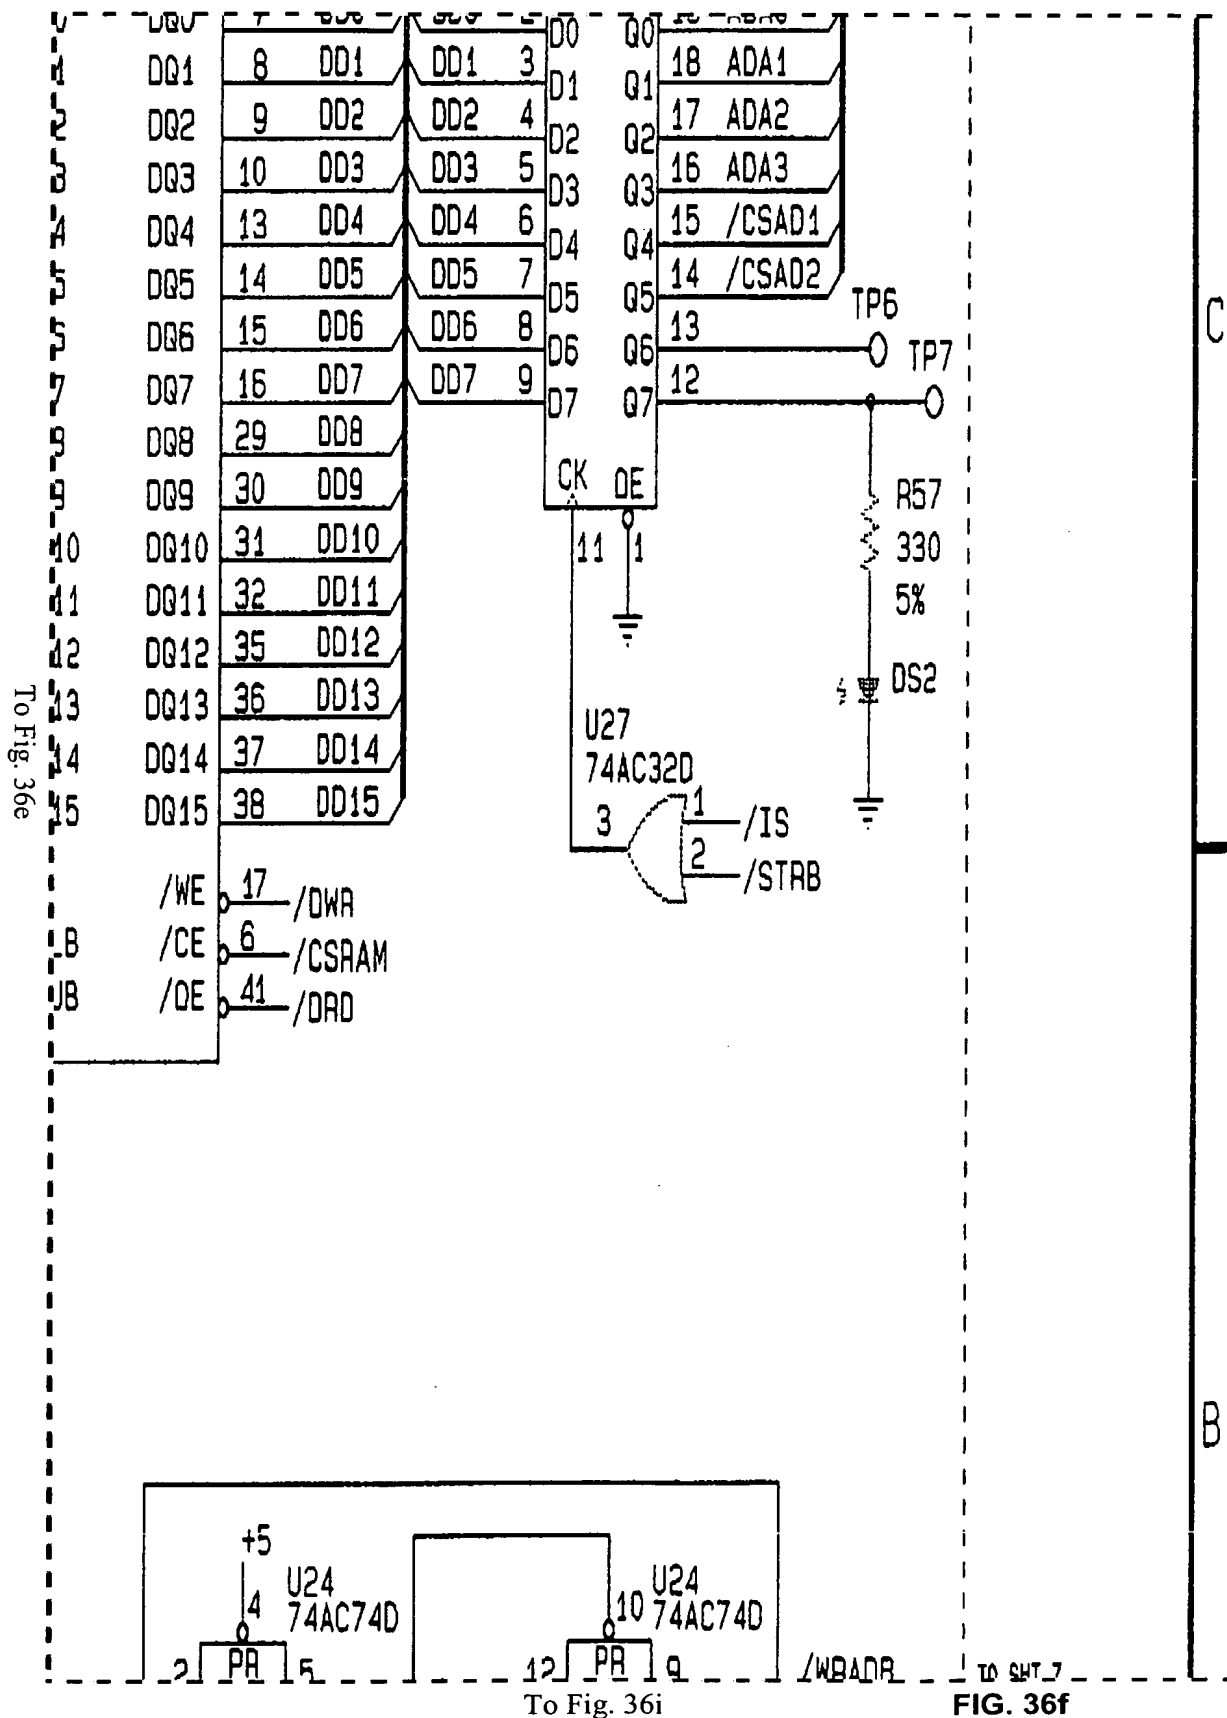 DQ1 8 DD1 DD1 3 D1 Q1 18 ADA1
DQ2 9 DD2 DD2 4 D2 Q2 17 ADA2
DQ3 10 DD3 DD3 5 D3 Q3 16 ADA3
DQ4 13 DD4 DD4 6 D4 Q4 15 /CSAD1
DQ5 14 DD5 DD5 7 D5 Q5 14 /CSAD2
DQ6 15 DD6 DD6 8 D6 Q6 13 TP6
DQ7 16 DD7 DD7 9 D7 Q7 12 TP7
D0 Q0
DQ8 29 DD8
DQ9 30 DD9
10 DQ10 31 DD10
11 DQ11 32 DD11
12 DQ12 35 DD12
13 DQ13 36 DD13
14 DQ14 37 DD14
15 DQ15 38 DD15
CK OE
11 1
R57
330
5%
DS2
U27
74AC32D
3 1 /IS
2 /STRB
/WE 17 /DWR
/CE 6 /CSRAM
/OE 41 /DRD
To Fig. 36e
C
B
+5
4 U24
74AC74D
10 U24
74AC74D
2 PR 5
12 PR 9
/WRADR
TO SHT 7
To Fig. 36i
FIG. 36f